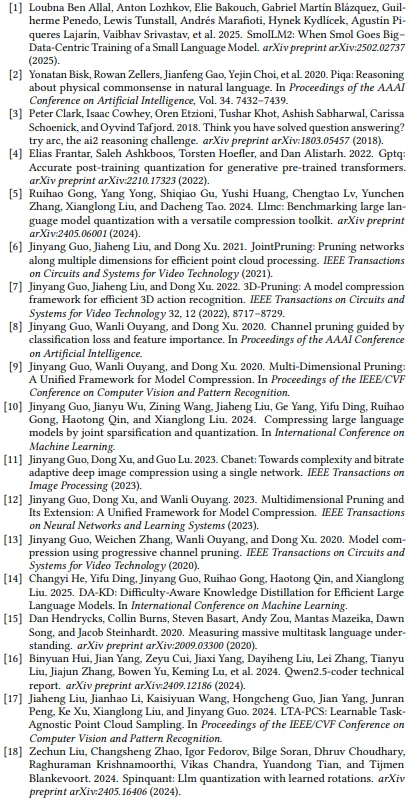 [1] Loubna Ben Allal, Anton Lozhkov, Elie Bakouch, Gabriel Martín Blázquez, Guil-
herme Penedo, Lewis Tunstall, Andrés Marafioti, Hynek Kydlíček, Agustín Pi-
queres Lajarín, Vaibhav Srivastav, et al. 2025. SmolLM2: When Smol Goes Big–
Data-Centric Training of a Small Language Model. arXiv preprint arXiv:2502.02737
(2025).
[2] Yonatan Bisk, Rowan Zellers, Jianfeng Gao, Yejin Choi, et al. 2020. Piqa: Reasoning
about physical commonsense in natural language. In Proceedings of the AAAI
Conference on Artificial Intelligence, Vol. 34. 7432–7439.
[3] Peter Clark, Isaac Cowhey, Oren Etzioni, Tushar Khot, Ashish Sabharwal, Carissa
Schoenick, and Oyvind Tafjord. 2018. Think you have solved question answering?
try arc, the ai2 reasoning challenge. arXiv preprint arXiv:1803.05457 (2018).
[4] Elias Frantar, Saleh Ashkboos, Torsten Hoefler, and Dan Alistarh. 2022. Gptq:
Accurate post-training quantization for generative pre-trained transformers.
arXiv preprint arXiv:2210.17323 (2022).
[5] Ruihao Gong, Yang Yong, Shiqiao Gu, Yushi Huang, Chengtao Lv, Yunchen
Zhang, Xianglong Liu, and Dacheng Tao. 2024. Llmc: Benchmarking large lan-
guage model quantization with a versatile compression toolkit. arXiv preprint
arXiv:2405.06001 (2024).
[6] Jinyang Guo, Jiaheng Liu, and Dong Xu. 2021. JointPruning: Pruning networks
along multiple dimensions for efficient point cloud processing. IEEE Transactions
on Circuits and Systems for Video Technology (2021).
[7] Jinyang Guo, Jiaheng Liu, and Dong Xu. 2022. 3D-Pruning: A model compression
framework for efficient 3D action recognition. IEEE Transactions on Circuits and
Systems for Video Technology 32, 12 (2022), 8717–8729.
[8] Jinyang Guo, Wanli Ouyang, and Dong Xu. 2020. Channel pruning guided by
classification loss and feature importance. In Proceedings of the AAAI Conference
on Artificial Intelligence.
[9] Jinyang Guo, Wanli Ouyang, and Dong Xu. 2020. Multi-Dimensional Pruning:
A Unified Framework for Model Compression. In Proceedings of the IEEE/CVF
Conference on Computer Vision and Pattern Recognition.
[10] Jinyang Guo, Jianyu Wu, Zining Wang, Jiaheng Liu, Ge Yang, Yifu Ding, Ruihao
Gong, Haotong Qin, and Xianglong Liu. 2024. Compressing large language
models by joint sparsification and quantization. In International Conference on
Machine Learning.
[11] Jinyang Guo, Dong Xu, and Guo Lu. 2023. Cbanet: Towards complexity and bitrate
adaptive deep image compression using a single network. IEEE Transactions on
Image Processing (2023).
[12] Jinyang Guo, Dong Xu, and Wanli Ouyang. 2023. Multidimensional Pruning and
Its Extension: A Unified Framework for Model Compression. IEEE Transactions
on Neural Networks and Learning Systems (2023).
[13] Jinyang Guo, Weichen Zhang, Wanli Ouyang, and Dong Xu. 2020. Model com-
pression using progressive channel pruning. IEEE Transactions on Circuits and
Systems for Video Technology (2020).
[14] Changyi He, Yifu Ding, Jinyang Guo, Ruihao Gong, Haotong Qin, and Xianglong
Liu. 2025. DA-KD: Difficulty-Aware Knowledge Distillation for Efficient Large
Language Models. In International Conference on Machine Learning.
[15] Dan Hendrycks, Collin Burns, Steven Basart, Andy Zou, Mantas Mazeika, Dawn
Song, and Jacob Steinhardt. 2020. Measuring massive multitask language under-
standing. arXiv preprint arXiv:2009.03300 (2020).
[16] Binyuan Hui, Jian Yang, Zeyu Cui, Jiaxi Yang, Dayiheng Liu, Lei Zhang, Tianyu
Liu, Jiajun Zhang, Bowen Yu, Keming Lu, et al. 2024. Qwen2.5-coder technical
report. arXiv preprint arXiv:2409.12186 (2024).
[17] Jiaheng Liu, Jianhao Li, Kaisiyuan Wang, Hongcheng Guo, Jian Yang, Junran
Peng, Ke Xu, Xianglong Liu, and Jinyang Guo. 2024. LTA-PCS: Learnable Task-
Agnostic Point Cloud Sampling. In Proceedings of the IEEE/CVF Conference on
Computer Vision and Pattern Recognition.
[18] Zechun Liu, Changsheng Zhao, Igor Fedorov, Bilge Soran, Dhruv Choudhary,
Raghuraman Krishnamoorthi, Vikas Chandra, Yuandong Tian, and Tijmen
Blankevoort. 2024. Spinquant: Llm quantization with learned rotations. arXiv
preprint arXiv:2405.16406 (2024).